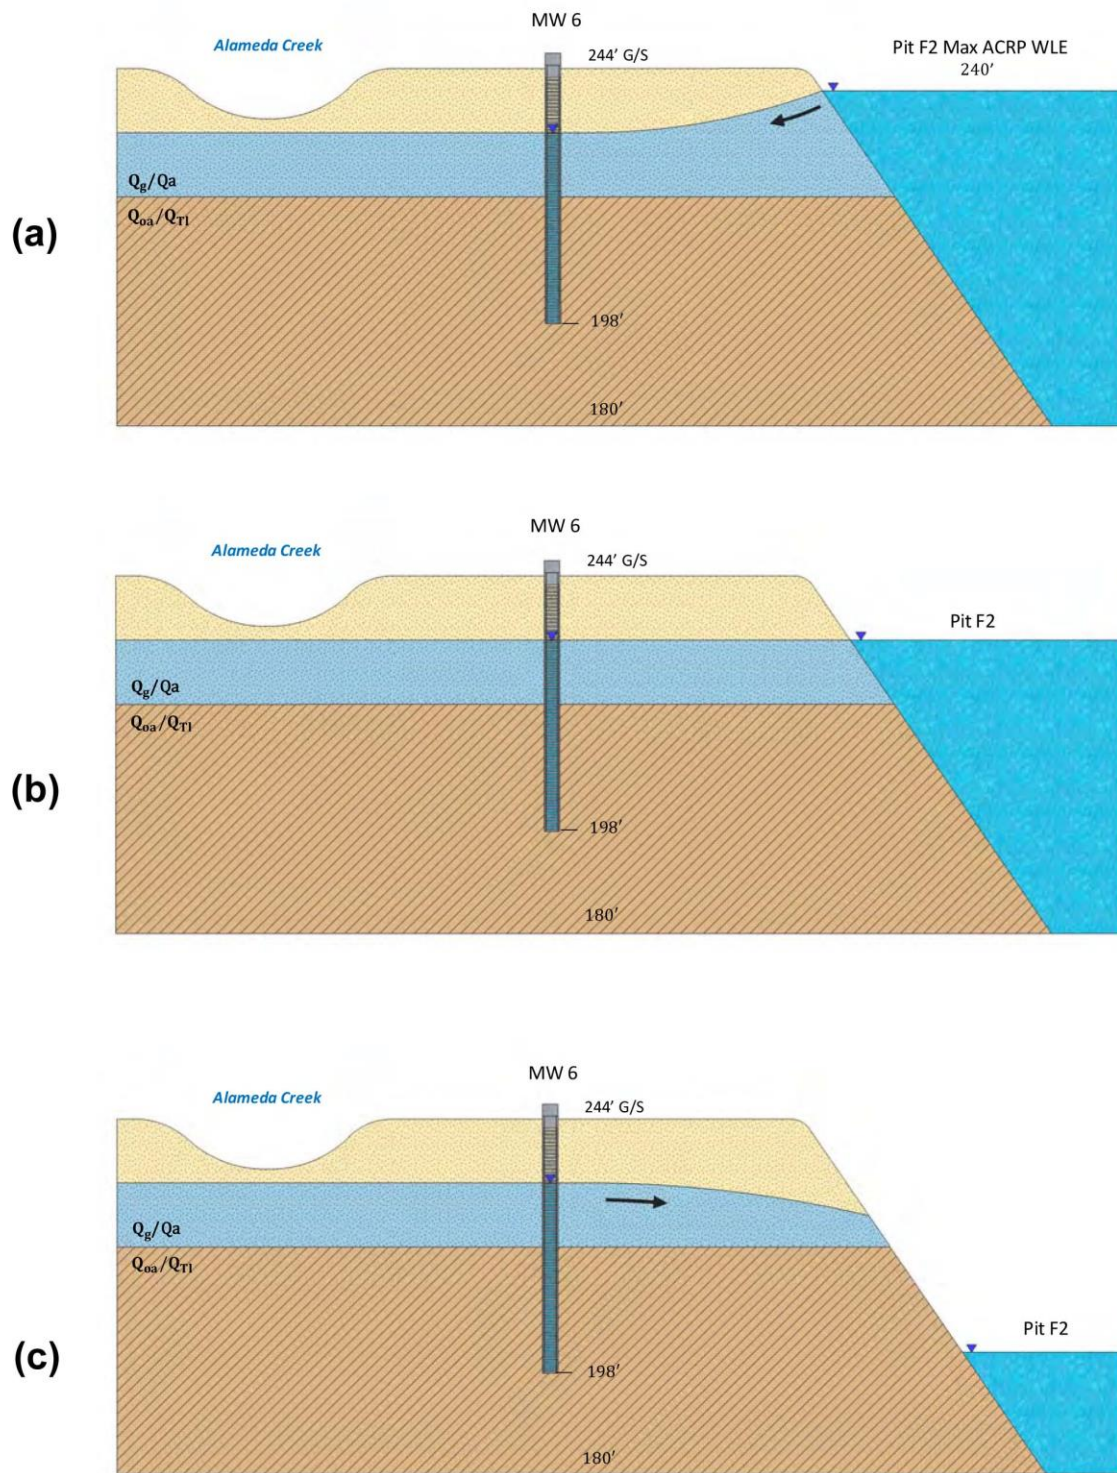 MW 6
Alameda Creek
244' G/S
Pit F2 Max ACRP WLE
240'
Qg/Qa
Qoa/QTl
(a)
198'
180'
MW 6
Alameda Creek
244' G/S
Pit F2
Qg/Qa
Qoa/QTl
(b)
198'
180'
MW 6
Alameda Creek
244' G/S
Qg/Qa
Qoa/QTl
Pit F2
(c)
198'
180'